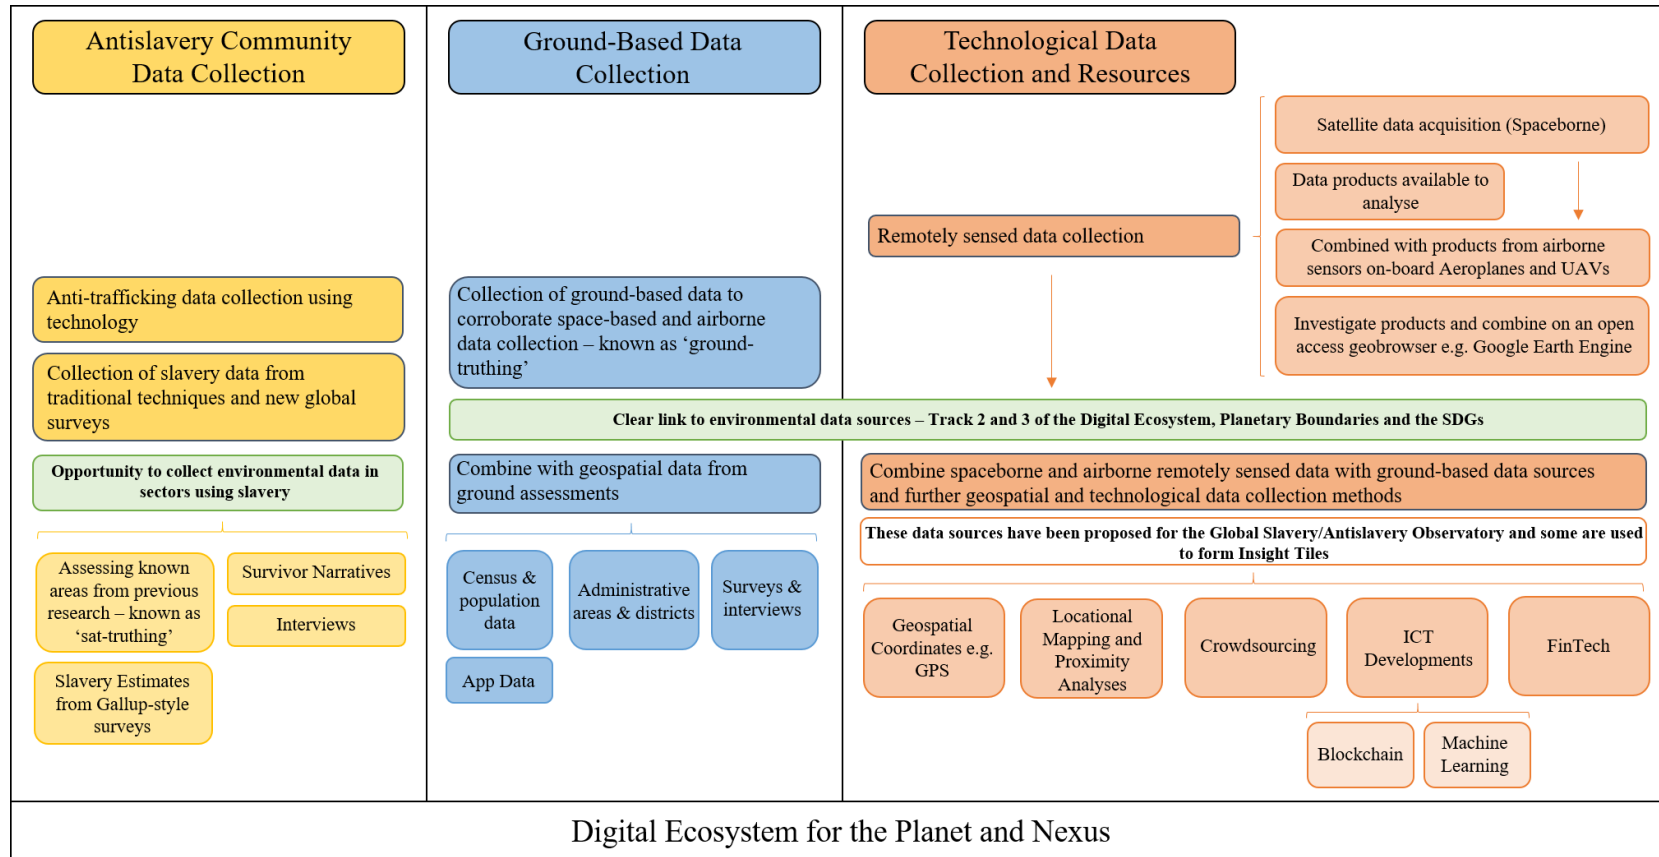 Antislavery Community
Data Collection
Anti-trafficking data collection using
technology
Collection of slavery data from
traditional techniques and new global
surveys
Opportunity to collect environmental data in
sectors using slavery
Assessing known
areas from previous
research – known as
‘sat-truthing’
Survivor Narratives
Interviews
Slavery Estimates
from Gallup-style
surveys
Ground-Based Data
Collection
Collection of ground-based data to
corroborate space-based and airborne
data collection – known as ‘ground-
truthing’
Clear link to environmental data sources – Track 2 and 3 of the Digital Ecosystem, Planetary Boundaries and the SDGs
Combine with geospatial data from
ground assessments
Census &
population
data
Administrative
areas & districts
Surveys &
interviews
App Data
Technological Data
Collection and Resources
Remotely sensed data collection
Satellite data acquisition (Spaceborne)
Data products available to
analyse
Combined with products from airborne
sensors on-board Aeroplanes and UAVs
Investigate products and combine on an open
access geobrowser e.g. Google Earth Engine
Combine spaceborne and airborne remotely sensed data with ground-based data sources
and further geospatial and technological data collection methods
These data sources have been proposed for the Global Slavery/Antislavery Observatory and some are used
to form Insight Tiles
Geospatial
Coordinates e.g.
GPS
Locational
Mapping and
Proximity
Analyses
Crowdsourcing
ICT
Developments
FinTech
Blockchain
Machine
Learning
Digital Ecosystem for the Planet and Nexus